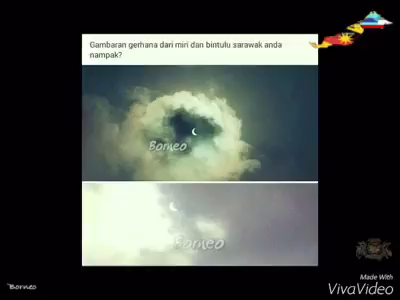 Gambaran gerhana dari miri dan bintulu sarawak anda
nampak?
Borneo
Borneo
Borneo
Made With
VivaVideo